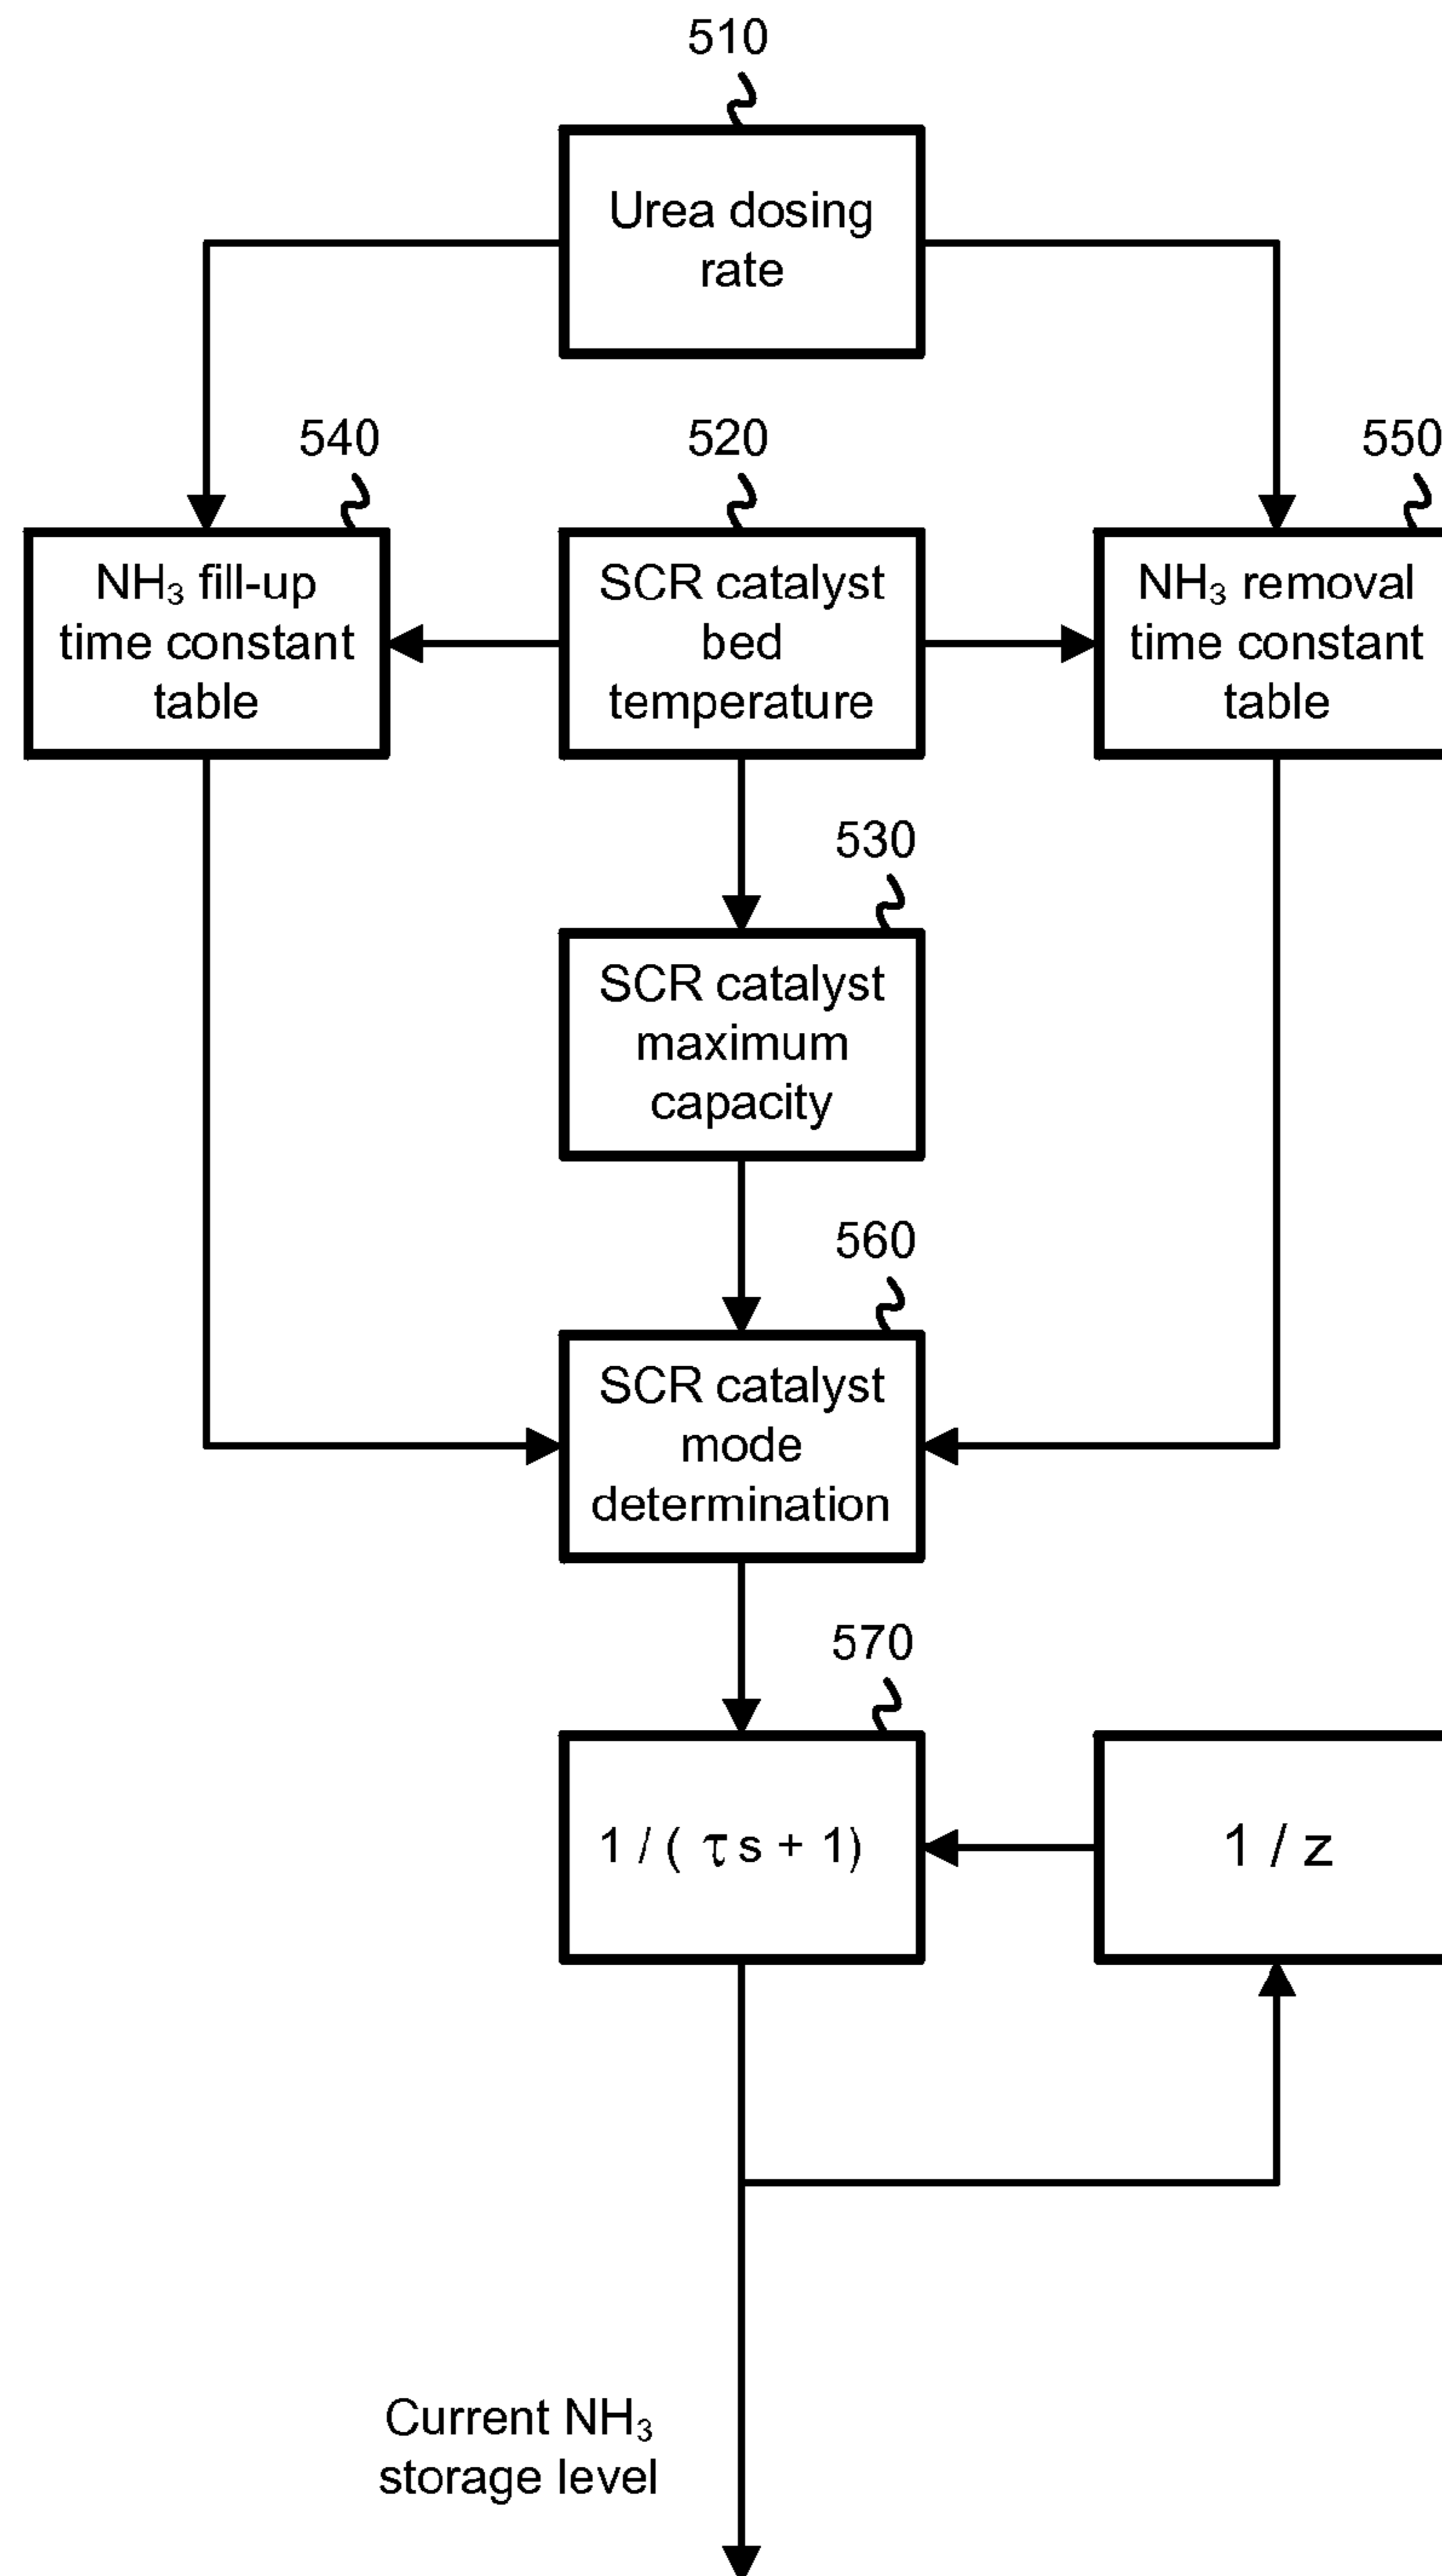 510
Urea dosing
rate
540
520
550
NH₃ fill-up
time constant
table
SCR catalyst
bed
temperature
NH₃ removal
time constant
table
530
SCR catalyst
maximum
capacity
560
SCR catalyst
mode
determination
570
1 / ( τ s + 1)
1 / z
Current NH₃
storage level